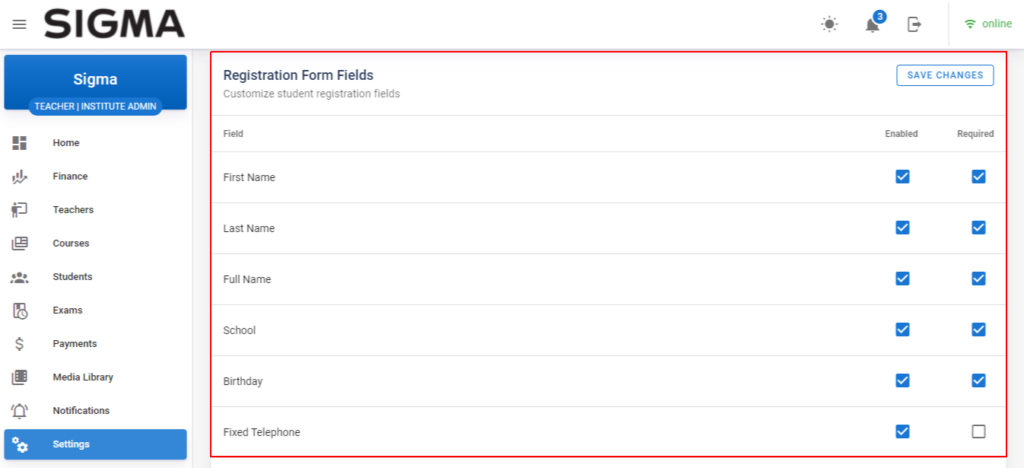 SIGMA
3
online
Sigma
TEACHER | INSTITUTE ADMIN
Home
Finance
Teachers
Courses
Students
Exams
Payments
Media Library
Notifications
Settings
Registration Form Fields
SAVE CHANGES
Customize student registration fields
Field Enabled Required
First Name
Last Name
Full Name
School
Birthday
Fixed Telephone